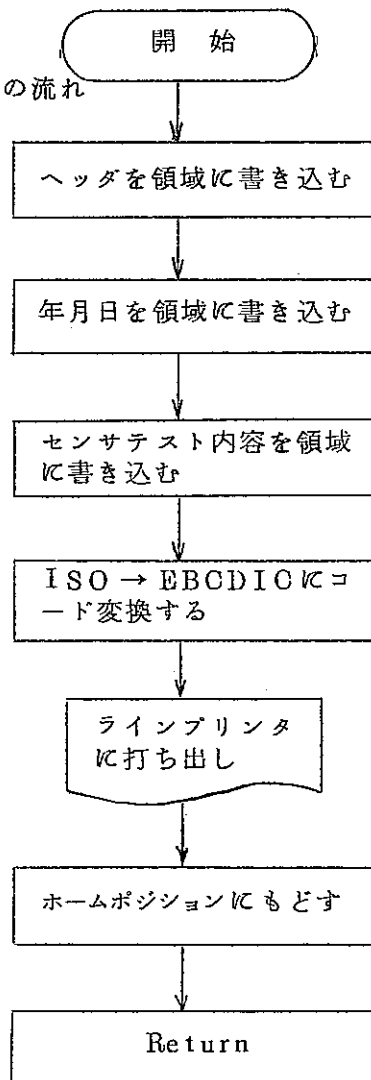 開 始
の流れ
ヘッダを領域に書き込む
年月日を領域に書き込む
センサテスト内容を領域
に書き込む
ISO → EBCDICにコ
ード変換する
ラインプリンタ
に打ち出し
ホームポジションにもどす
Return